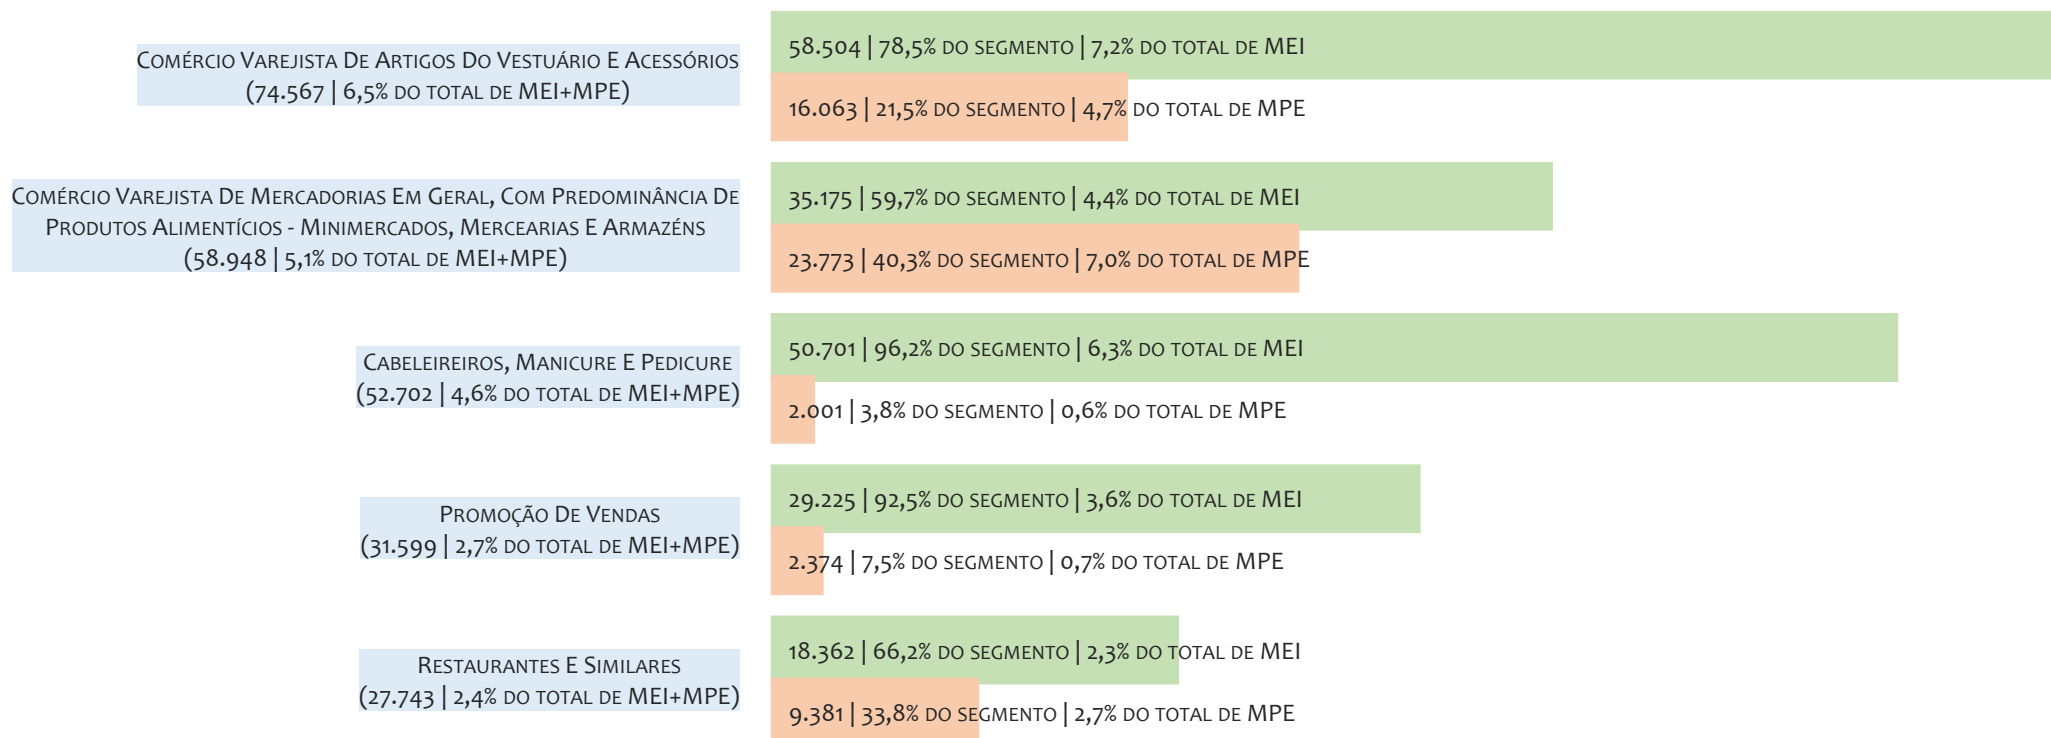 Comércio Varejista De Artigos Do Vestuário E Acessórios
(74.567 | 6,5% do total de MEI+MPE)
58.504 | 78,5% do segmento | 7,2% do total de MEI
16.063 | 21,5% do segmento | 4,7% do total de MPE
Comércio Varejista De Mercadorias Em Geral, Com Predominância De
Produtos Alimentícios - Minimercados, Mercearias E Armazéns
(58.948 | 5,1% do total de MEI+MPE)
35.175 | 59,7% do segmento | 4,4% do total de MEI
23.773 | 40,3% do segmento | 7,0% do total de MPE
Cabeleireiros, Manicure E Pedicure
(52.702 | 4,6% do total de MEI+MPE)
50.701 | 96,2% do segmento | 6,3% do total de MEI
2.001 | 3,8% do segmento | 0,6% do total de MPE
Promoção De Vendas
(31.599 | 2,7% do total de MEI+MPE)
29.225 | 92,5% do segmento | 3,6% do total de MEI
2.374 | 7,5% do segmento | 0,7% do total de MPE
Restaurantes E Similares
(27.743 | 2,4% do total de MEI+MPE)
18.362 | 66,2% do segmento | 2,3% do total de MEI
9.381 | 33,8% do segmento | 2,7% do total de MPE